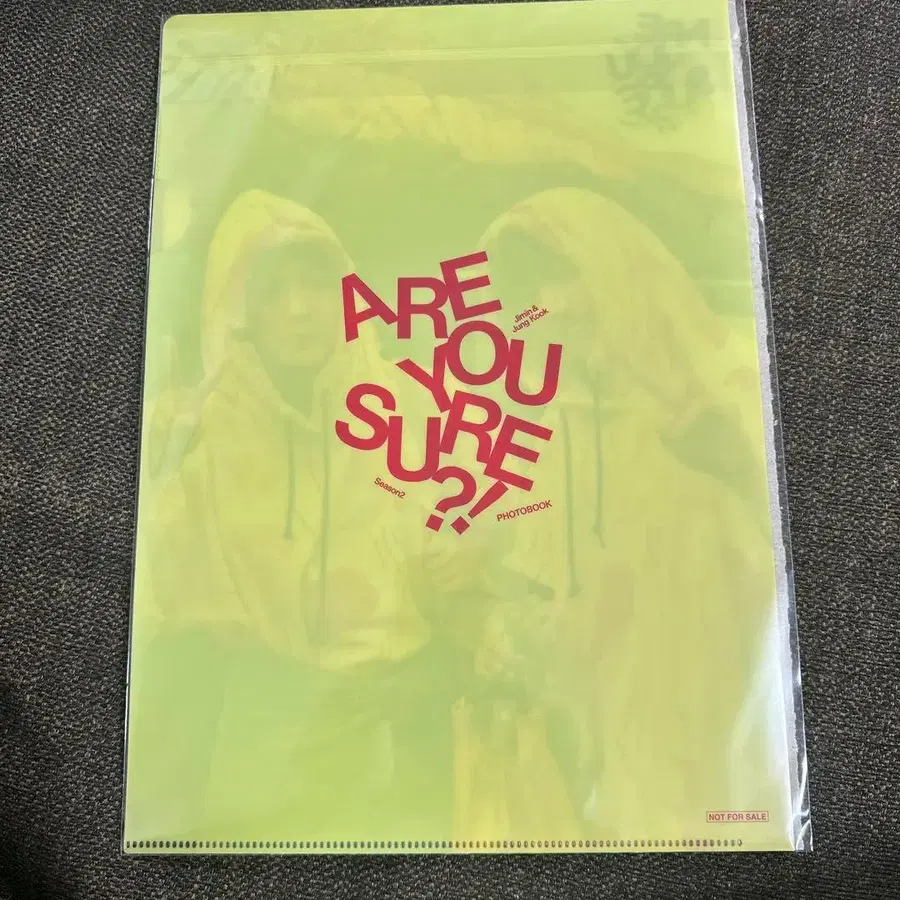 ARE
Jimin &
Jung Kook
YOU
SURE
Season2
?!
PHOTOBOOK
NOT FOR SALE